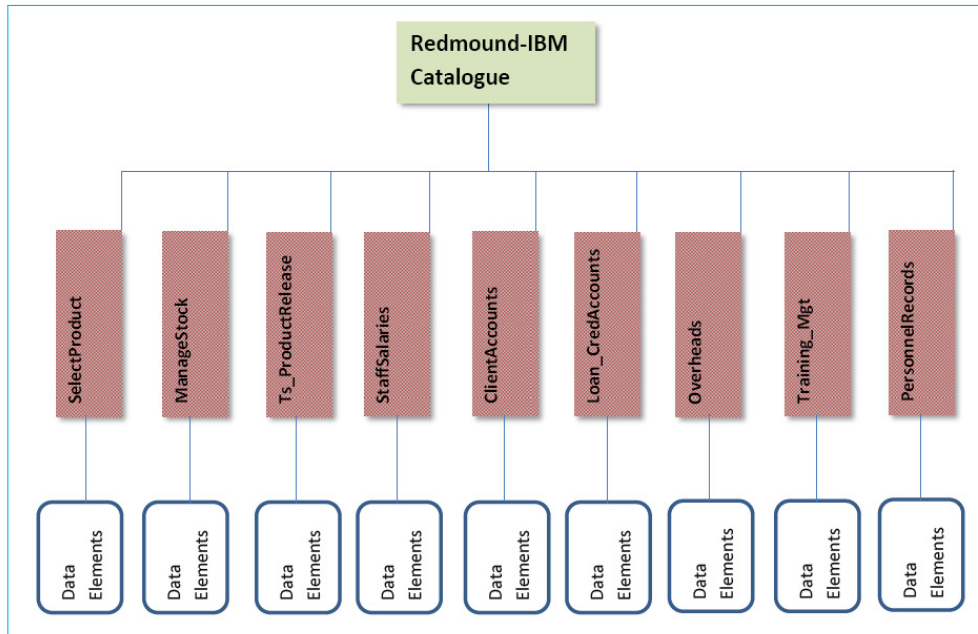 Redmound-IBM
Catalogue
SelectProduct
ManageStock
Ts_ProductRelease
StaffSalaries
ClientAccounts
Loan_CredAccounts
Overheads
Training_Mgt
PersonnelRecords
Data
Elements
Data
Elements
Data
Elements
Data
Elements
Data
Elements
Data
Elements
Data
Elements
Data
Elements
Data
Elements